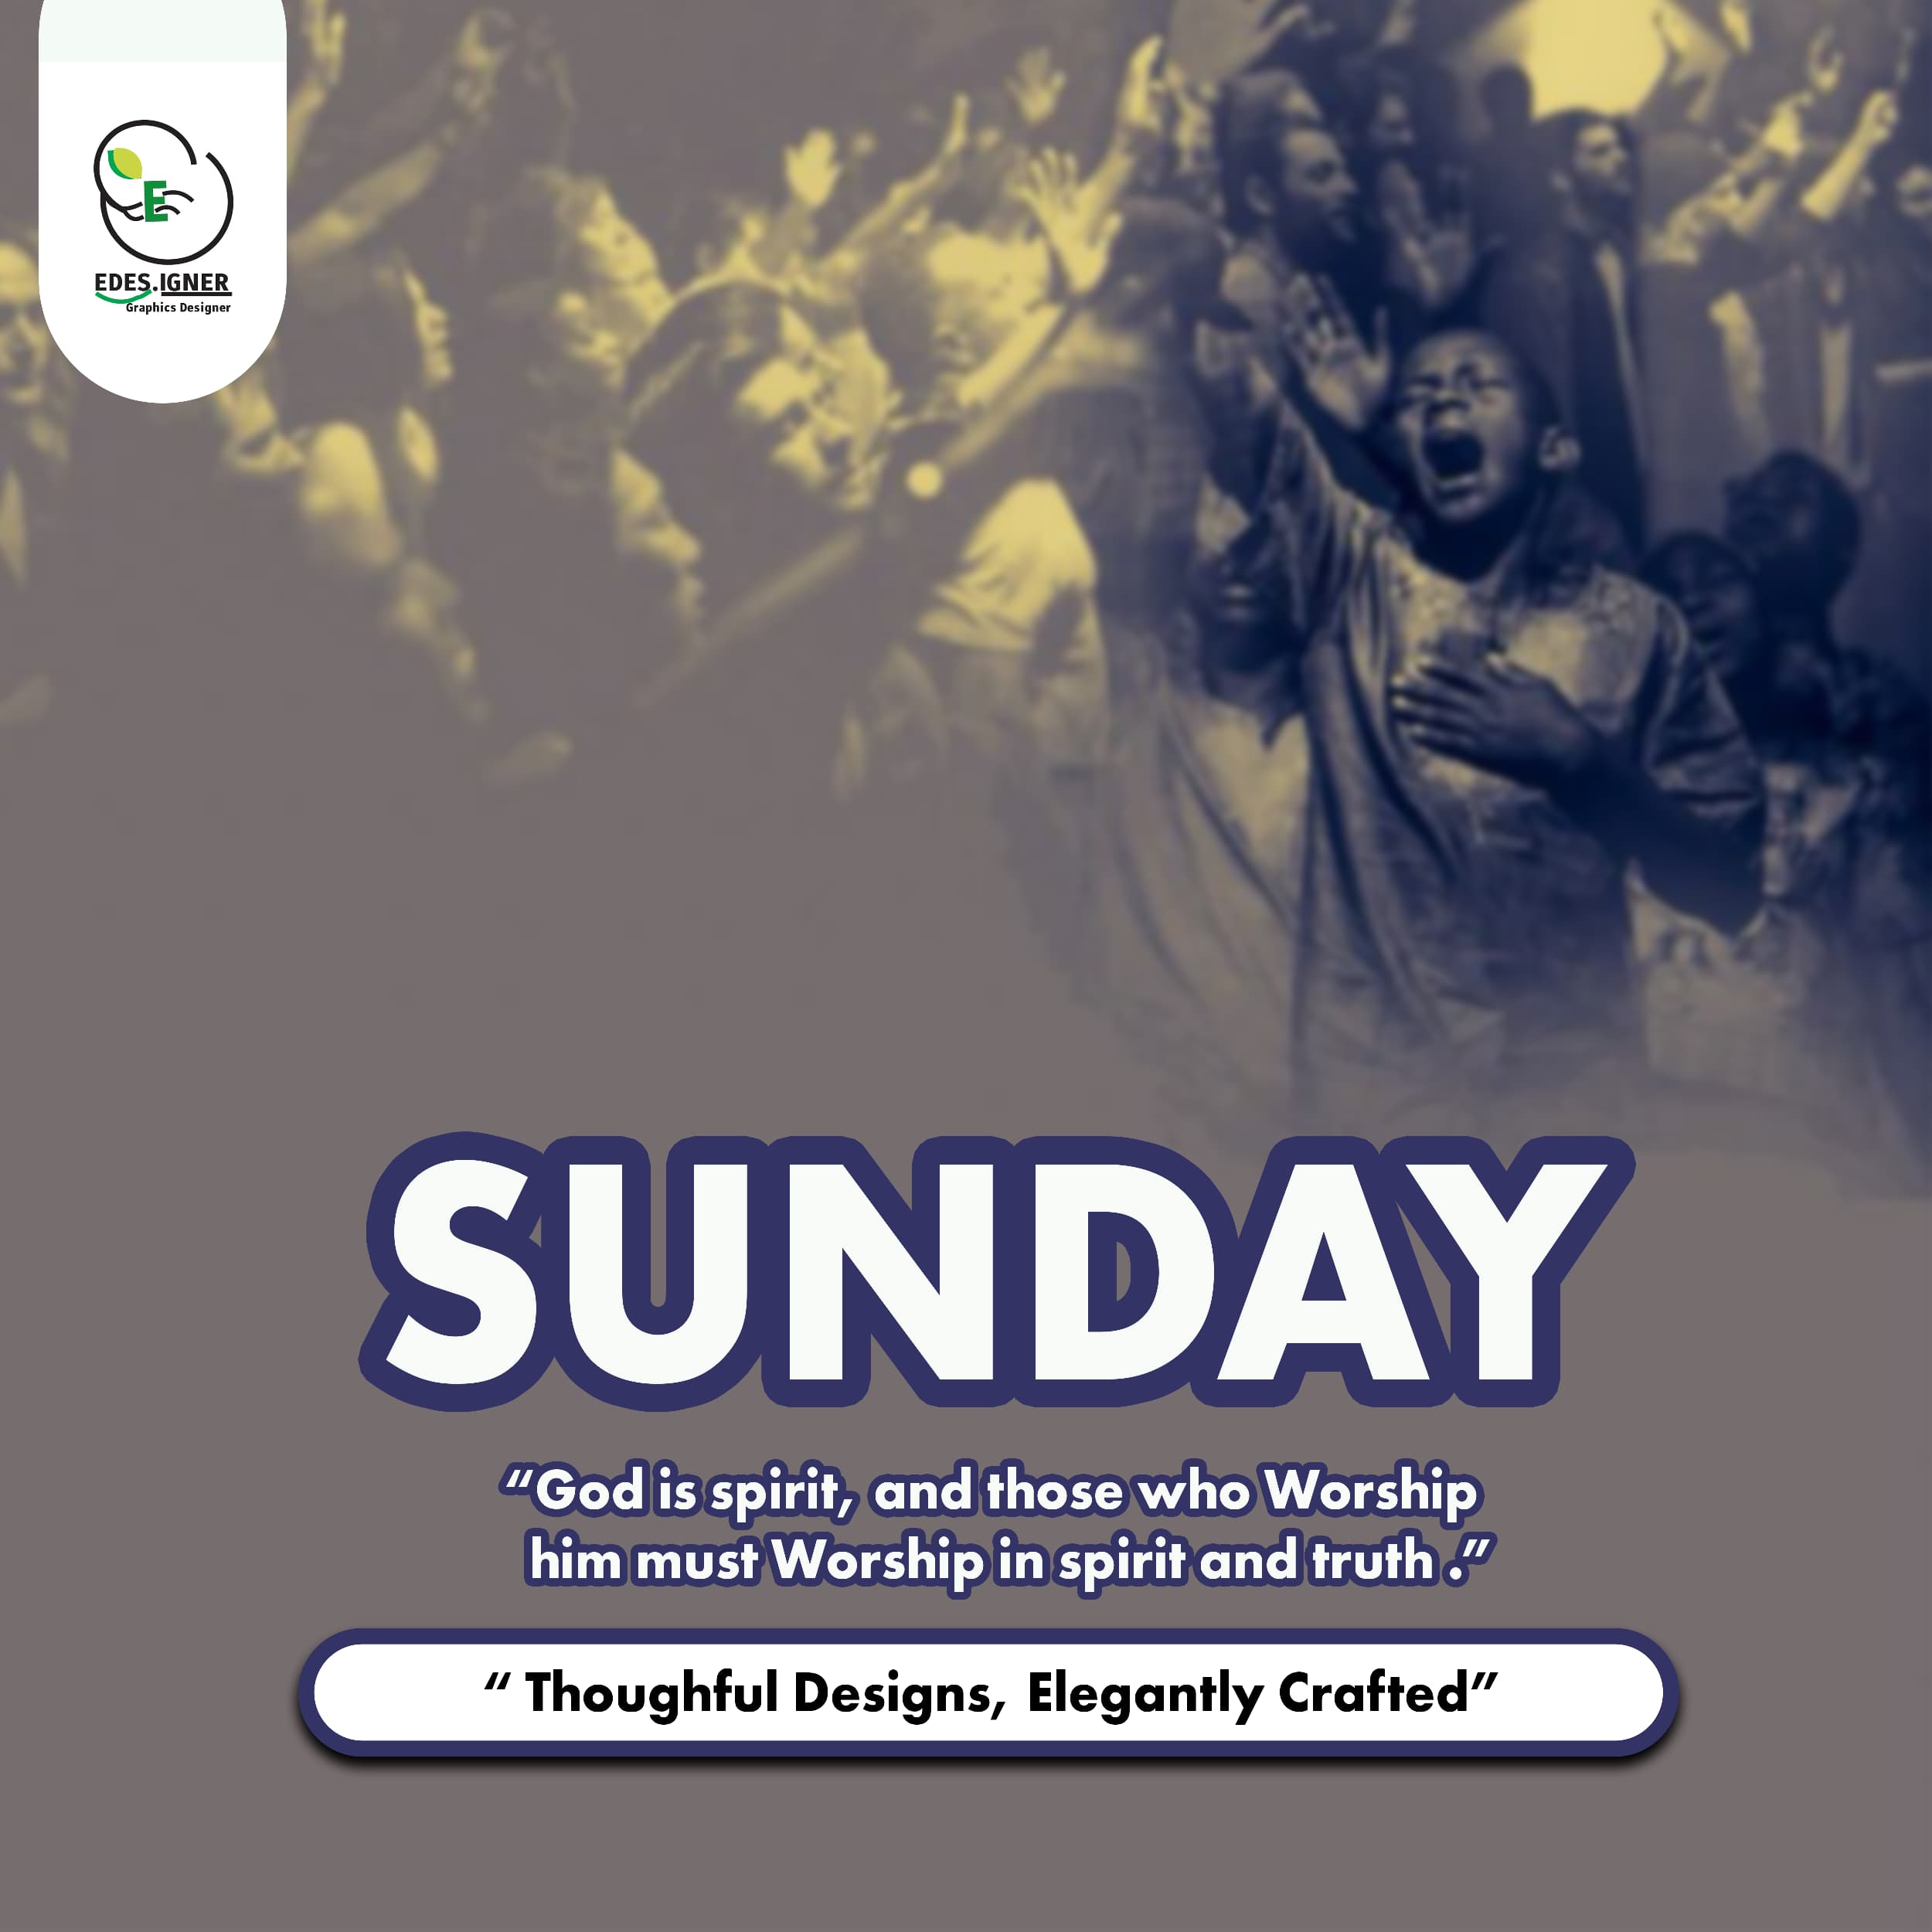 E
EDES.IGNER
Graphics Designer
SUNDAY
“God is spirit, and those who Worship
him must Worship in spirit and truth .”
“ Thoughful Designs, Elegantly Crafted”